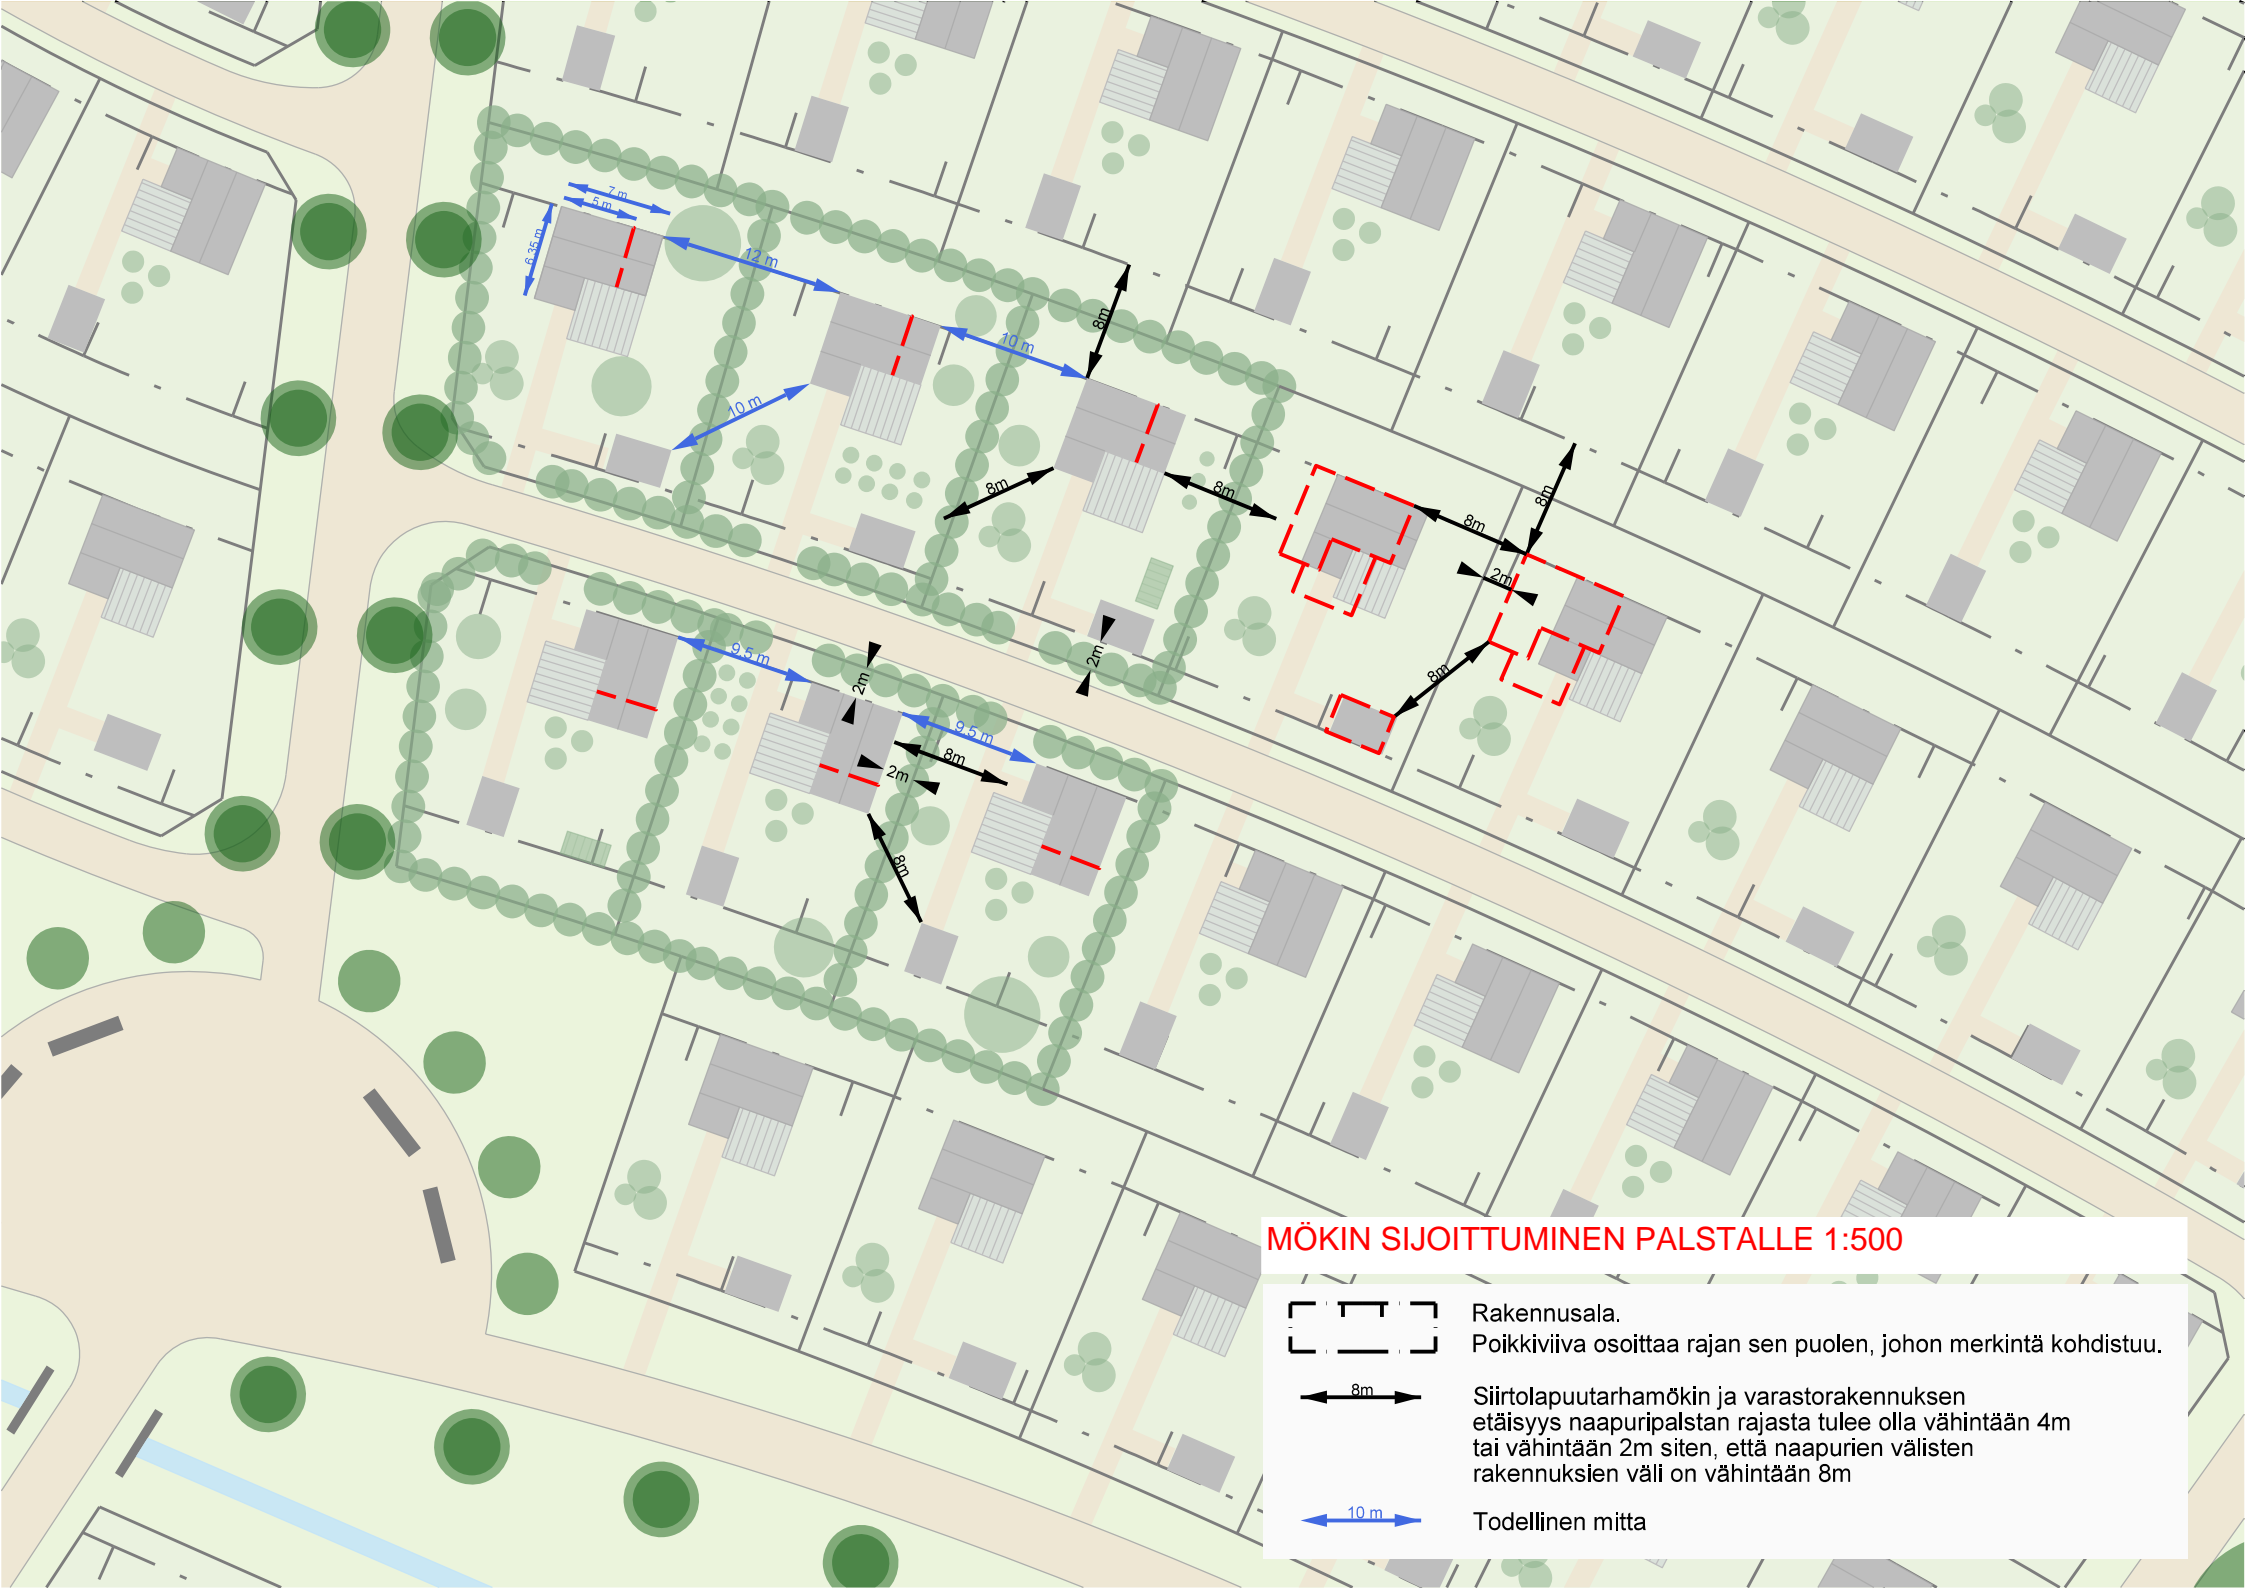 7 m
5 m
6.35 m
12 m
10 m
10 m
8m
8m
8m
8m
8m
2m
8m
2m
9.5 m
2m
9.5 m
8m
2m
8m
MÖKIN SIJOITTUMINEN PALSTALLE 1:500
Rakennusala.
Poikkiviiva osoittaa rajan sen puolen, johon merkintä kohdistuu.
8m
Siirtolapuutarhamökin ja varastorakennuksen
etäisyys naapuripalstan rajasta tulee olla vähintään 4m
tai vähintään 2m siten, että naapurien välisten
rakennuksien väli on vähintään 8m
10 m
Todellinen mitta